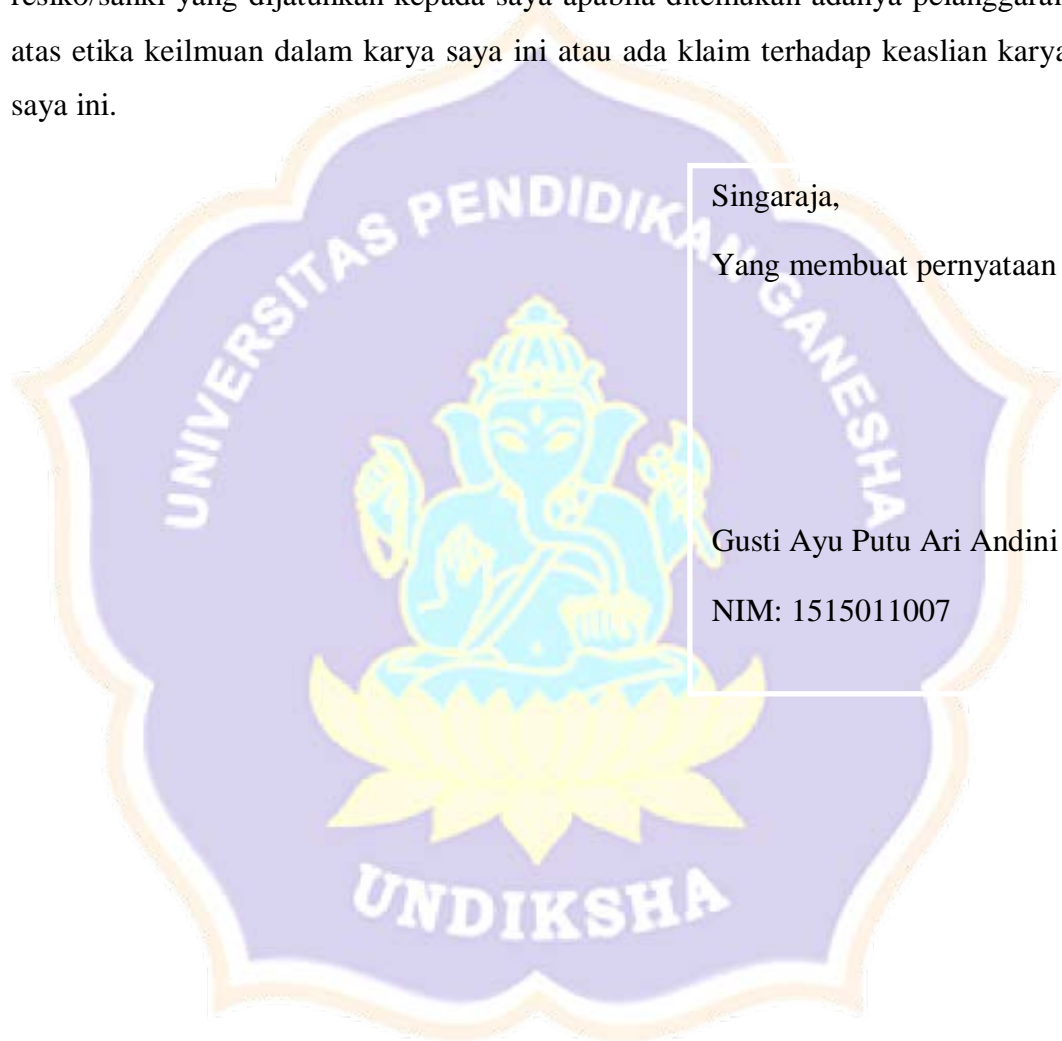 resiko/sanki yang dijatuhkan kepada saya apabila ditemukan adanya pelanggaran
atas etika keilmuan dalam karya saya ini atau ada klaim terhadap keaslian karya
saya ini.
Singaraja,
Yang membuat pernyataan
UNIVERSITAS PENDIDIKAN GANESHA
Gusti Ayu Putu Ari Andini
NIM: 1515011007
UNDIKSHA